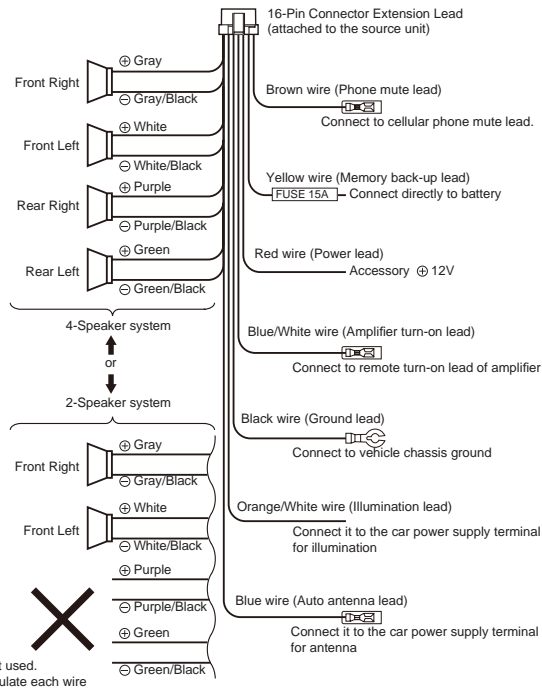 16-Pin Connector Extension Lead
(attached to the source unit)
⊕ Gray
Front Right
⊖ Gray/Black
⊕ White
Front Left
⊖ White/Black
⊕ Purple
Rear Right
⊖ Purple/Black
⊕ Green
Rear Left
⊖ Green/Black
4-Speaker system
or
2-Speaker system
⊕ Gray
Front Right
⊖ Gray/Black
⊕ White
Front Left
⊖ White/Black
⊕ Purple
⊖ Purple/Black
⊕ Green
⊖ Green/Black
used.
each wire
Brown wire (Phone mute lead)
Connect to cellular phone mute lead.
Yellow wire (Memory back-up lead)
FUSE 15A
Connect directly to battery
Red wire (Power lead)
Accessory ⊕ 12V
Blue/White wire (Amplifier turn-on lead)
Connect to remote turn-on lead of amplifier
Black wire (Ground lead)
Connect to vehicle chassis ground
Orange/White wire (Illumination lead)
Connect it to the car power supply terminal
for illumination
Blue wire (Auto antenna lead)
Connect it to the car power supply terminal
for antenna